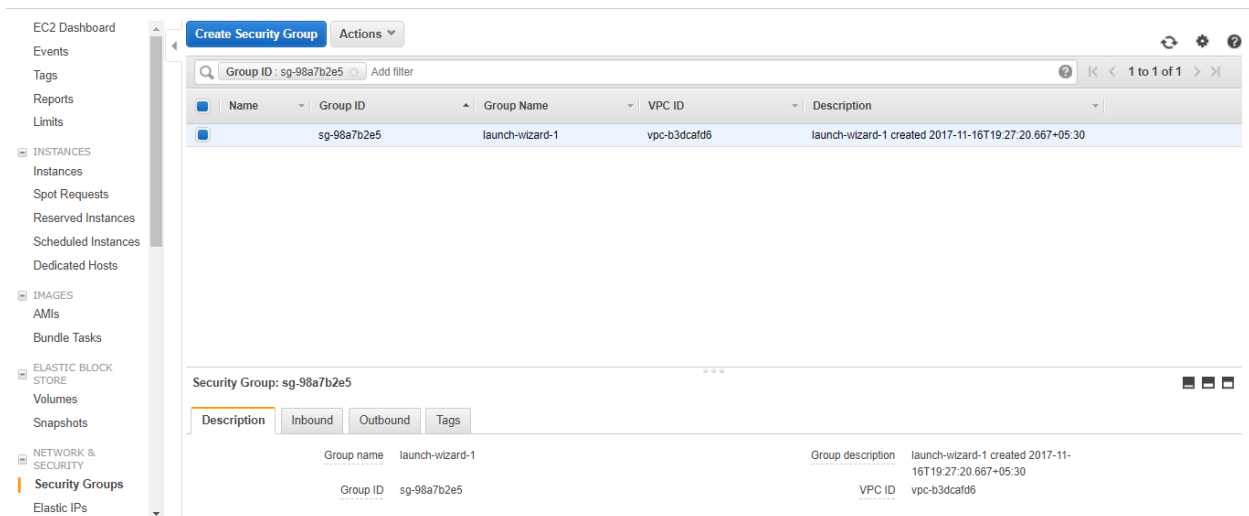 EC2 Dashboard
Events
Tags
Reports
Limits
INSTANCES
Instances
Spot Requests
Reserved Instances
Scheduled Instances
Dedicated Hosts
IMAGES
AMIs
Bundle Tasks
ELASTIC BLOCK
STORE
Volumes
Snapshots
NETWORK &
SECURITY
Security Groups
Elastic IPs
Create Security Group Actions
Group ID : sg-98a7b2e5 Add filter 1 to 1 of 1
Name Group ID Group Name VPC ID Description
sg-98a7b2e5 launch-wizard-1 vpc-b3dcafd6 launch-wizard-1 created 2017-11-16T19:27:20.667+05:30
Security Group: sg-98a7b2e5
Description Inbound Outbound Tags
Group name launch-wizard-1 Group description launch-wizard-1 created 2017-11-
16T19:27:20.667+05:30
Group ID sg-98a7b2e5 VPC ID vpc-b3dcafd6